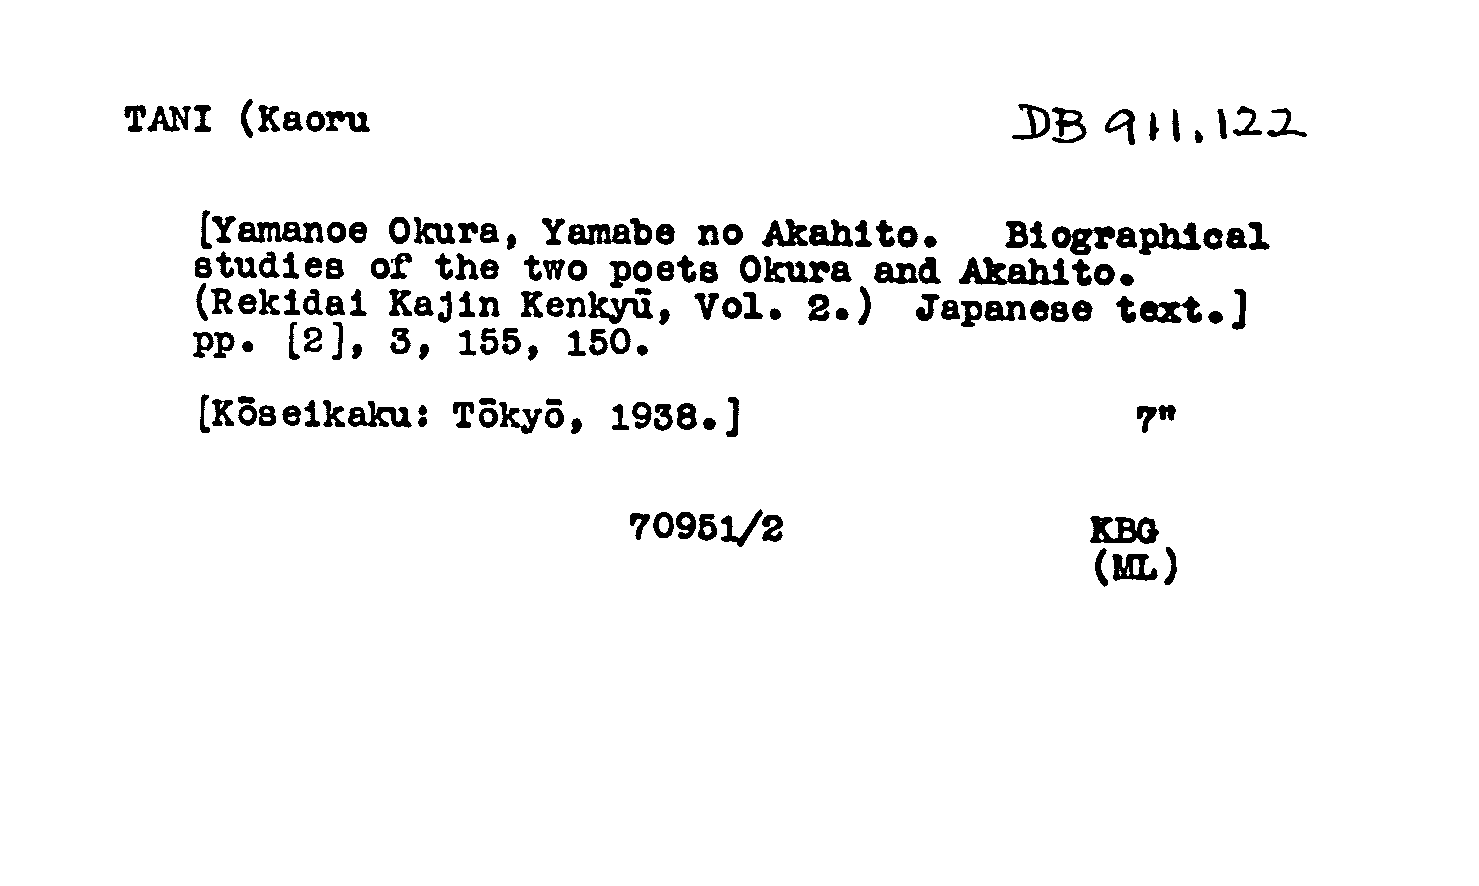 TANI (Kaoru DB 911.122
[Yamanoe Okura, Yamabe no Akahito. Biographical
studies of the two poets Okura and Akahito.
(Rekidai Kajin Kenkyū, Vol. 2.) Japanese text.]
pp. [2], 3, 155, 150.
[Kōseikaku: Tōkyō, 1938.] 7"
70951/2 KBG
(ML)